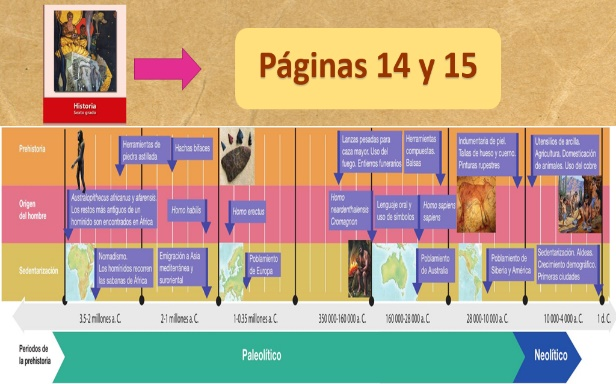 Páginas 14 y 15
Historia
Sexto grado
Prehistoria
Herramientas de
piedra astillada
Hachas bifaces
Lanzas pesadas para
caza mayor. Uso del
fuego. Entierros funerarios
Herramientas
compuestas.
Balsas
Indumentaria de piel.
Tallas de hueso y cuerno.
Pinturas rupestres
Utensilios de arcilla.
Agricultura. Domesticación
de animales. Uso del cobre
Origen
del hombre
Australopithecus africanus y afarensis.
Los restos más antiguos de un
homínido son encontrados en África
Homo habilis
Homo erectus
Homo
neanderthalensis
Cromagnon
Lenguaje oral y
uso de símbolos
Homo sapiens
sapiens
Sedentarización
Nomadismo.
Los homínidos recorren
las sabanas de África
Emigración a Asia
mediterránea y
suroriental
Poblamiento
de Europa
Poblamiento
de Australia
Poblamiento de
Siberia y América
Sedentarización. Aldeas.
Crecimiento demográfico.
Primeras ciudades
3.5-2 millones a. C.
2-1 millones a. C.
1-0.35 millones a. C.
350 000-160 000 a. C.
160 000-28 000 a. C.
28 000-10 000 a. C.
10 000-4 000 a. C.
1 d. C.
Periodos de
la prehistoria
Paleolítico
Neolítico